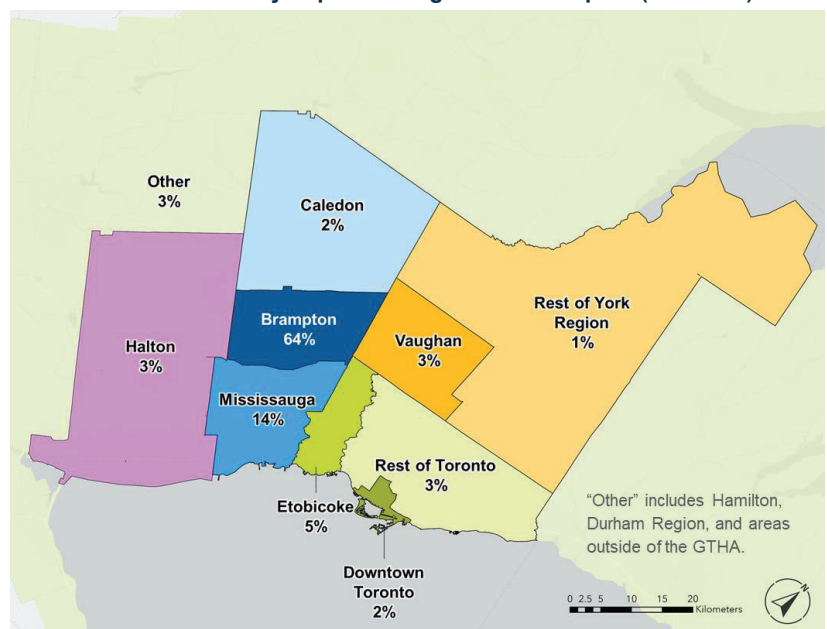 Other
3%
Caledon
2%
Brampton
64%
Rest of York
Region
1%
Halton
3%
Vaughan
3%
Mississauga
14%
Rest of Toronto
3%
Etobicoke
5%
Downtown
Toronto
2%
"Other" includes Hamilton,
Durham Region, and areas
outside of the GTHA.
0 2.5 5 10 15 20
Kilometers
N